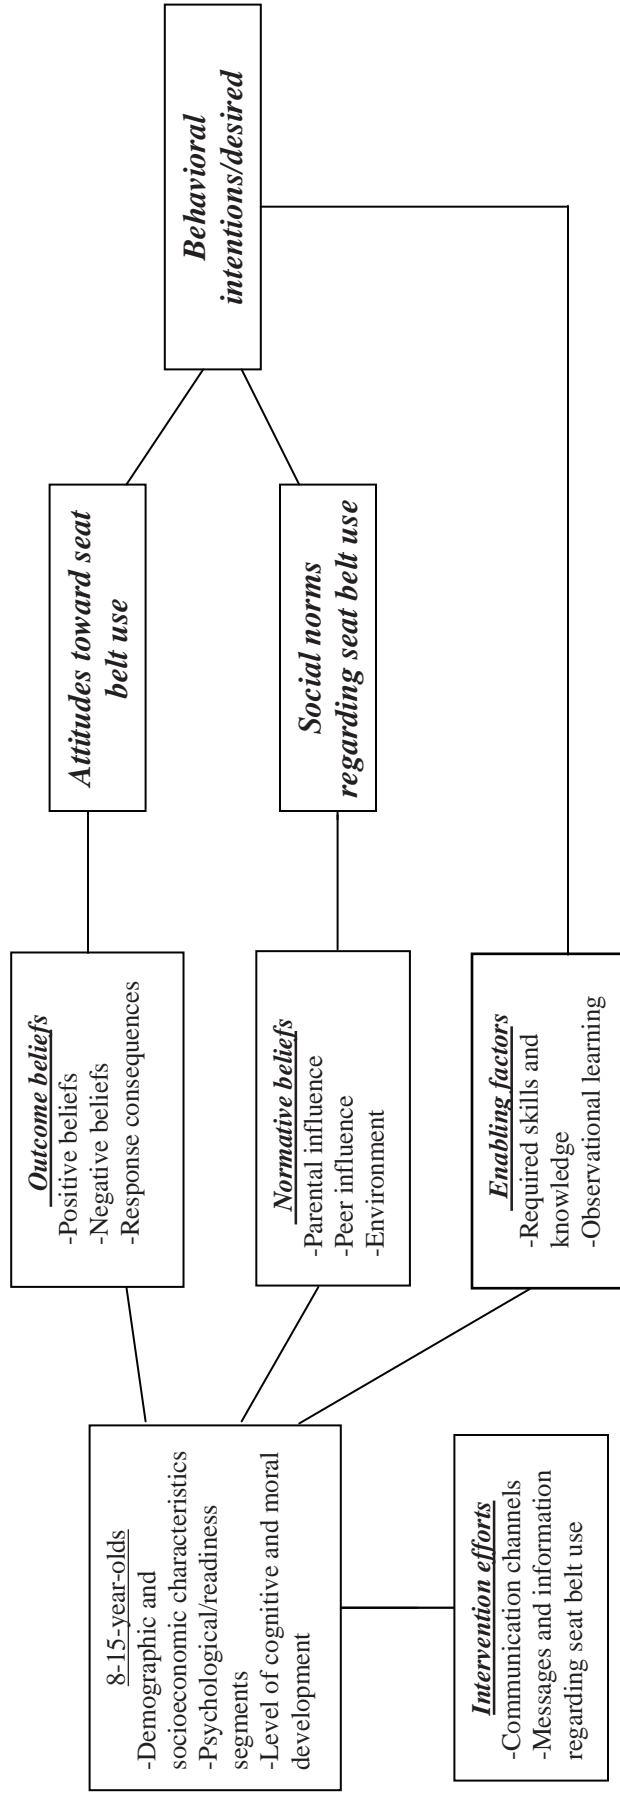 8-15-year-olds
-Demographic and
socioeconomic characteristics
-Psychological/readiness
segments
-Level of cognitive and moral
development
Intervention efforts
-Communication channels
-Messages and information
regarding seat belt use
Outcome beliefs
-Positive beliefs
-Negative beliefs
-Response consequences
Normative beliefs
-Parental influence
-Peer influence
-Environment
Enabling factors
-Required skills and
knowledge
-Observational learning
Attitudes toward seat
belt use
Social norms
regarding seat belt use
Behavioral
intentions/desired